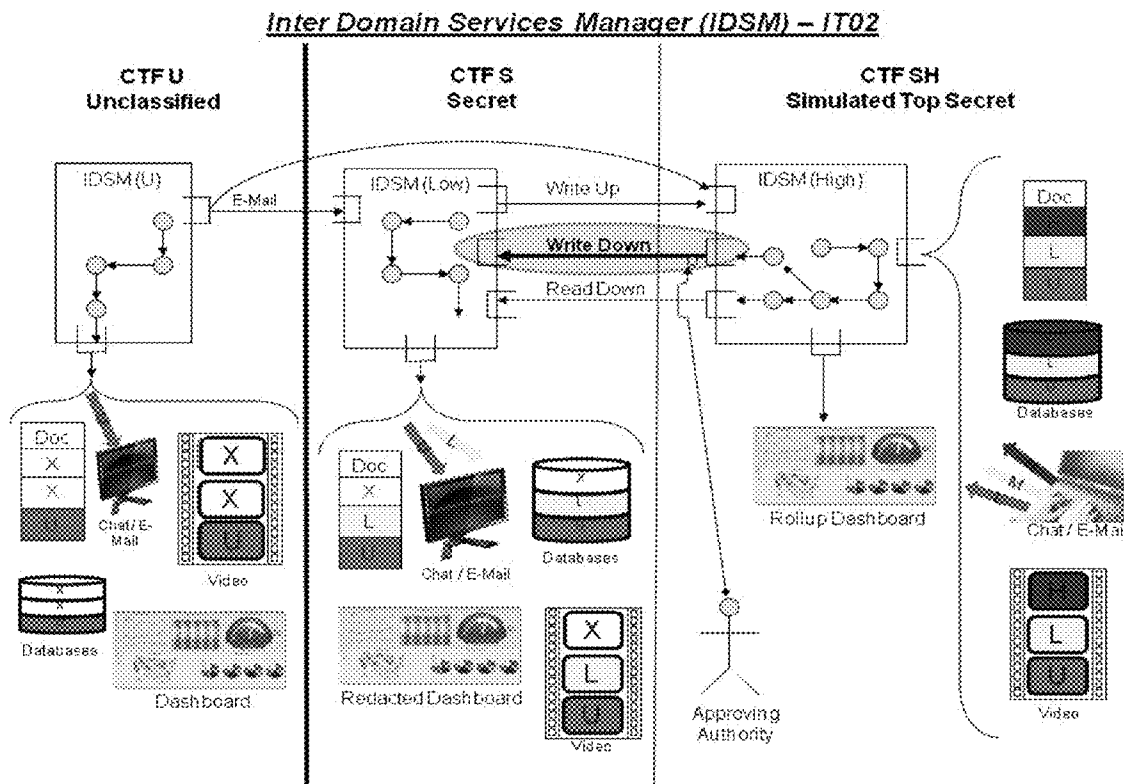 Inter Domain Services Manager (IDSM) – IT02
CTF U
Unclassified
CTF S
Secret
CTF SH
Simulated Top Secret
IDSM (U)
E-Mail
IDSM (Low)
Write Up
Write Down
Read Down
IDSM (High)
Doc
X
X
U
Chat / E-
Mail
X
X
U
Video
X
X
Databases
Dashboard
Doc
X
L
L
Chat / E-Mail
X
L
Databases
Redacted Dashboard
X
L
U
Video
Rollup Dashboard
Approving
Authority
Doc
L
L
Databases
M
Chat / E-Mail
H
L
U
Video